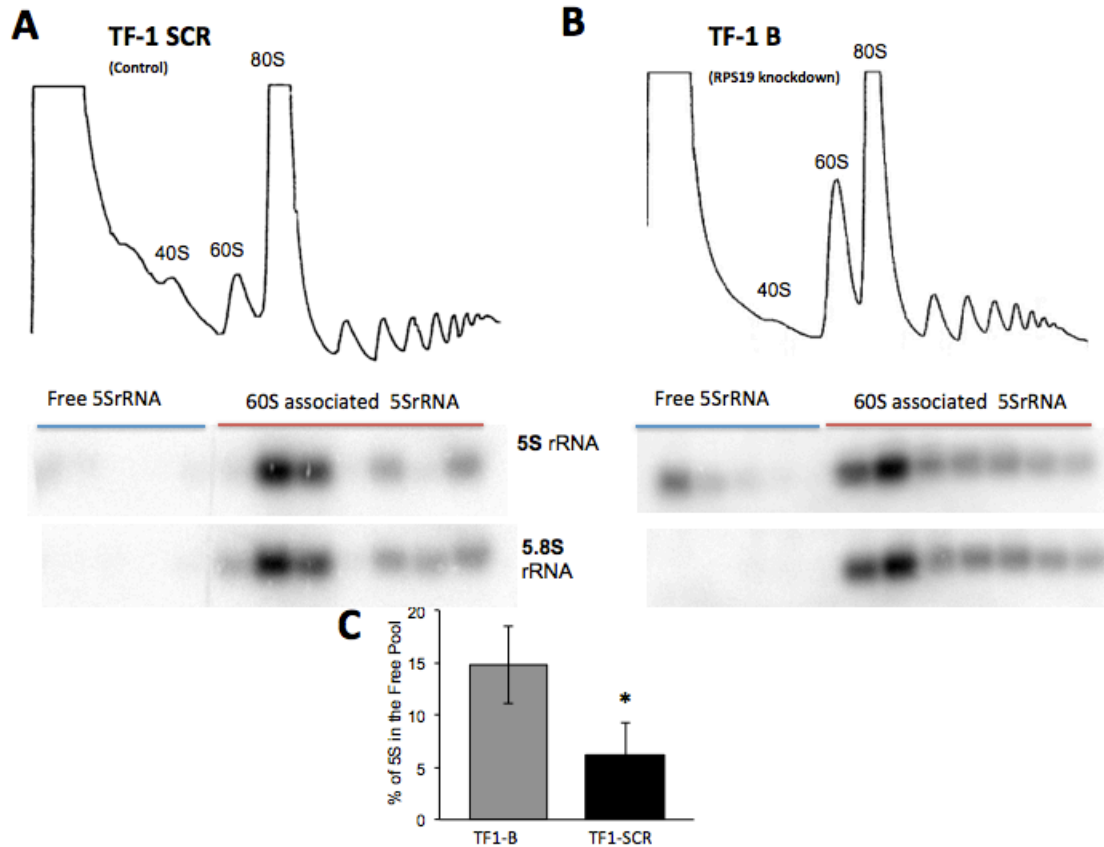 A
TF-1 SCR
(Control)
80S
40S
60S
Free 5SrRNA
60S associated 5SrRNA
5S rRNA
5.8S
rRNA
B
TF-1 B
(RPS19 knockdown)
80S
60S
40S
Free 5SrRNA
60S associated 5SrRNA
C
% of 5S in the Free Pool
20
15
10
5
0
*
TF1-B
TF1-SCR